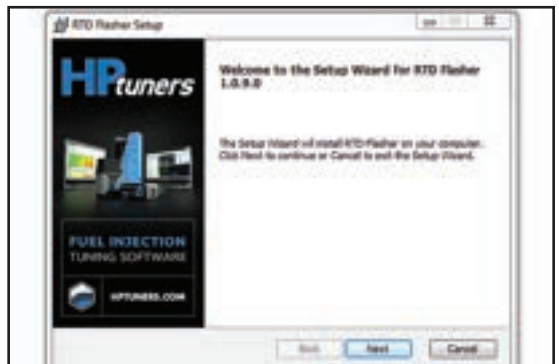 RTD Flasher Setup
HPtuners
FUEL INJECTION
TUNING SOFTWARE
HPTUNERS.COM
Welcome to the Setup Wizard for RTD Flasher
1.0.9.0
The Setup Wizard will install RTD Flasher on your computer.
Click Next to continue or Cancel to exit the Setup Wizard.
Back
Next
Cancel